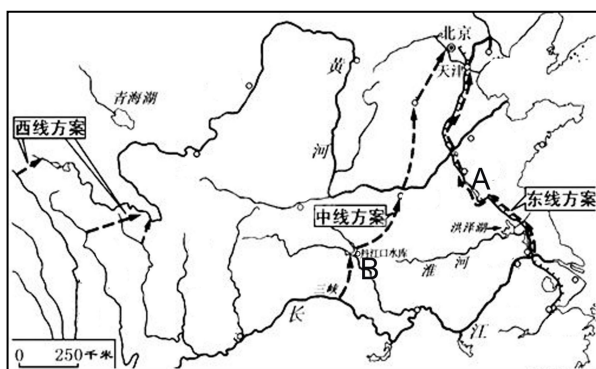 北京
天津
黄
河
青海湖
西线方案
A
东线方案
中线方案
洪泽湖
淮
河
B
丹江口水库
三峡
长
江
0 250千米